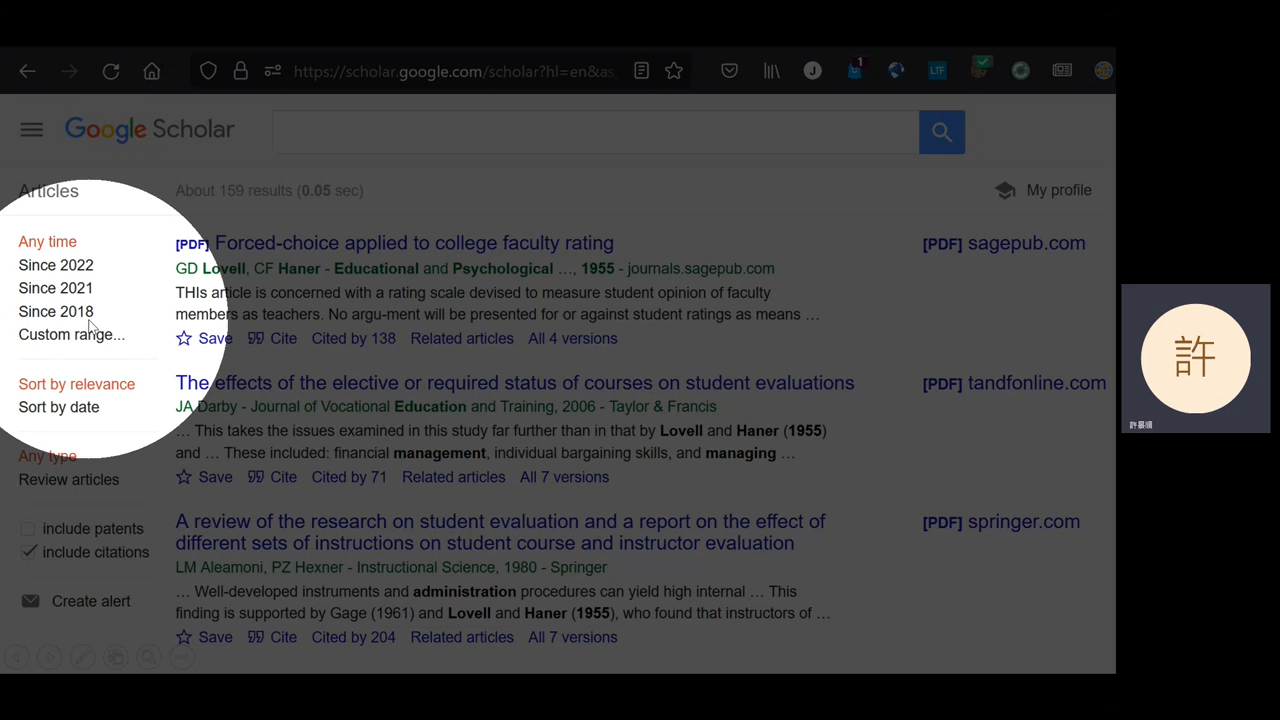 https://scholar.google.com/scholar?hl=en&as_
1
J
LTF
Google Scholar
Articles
About 159 results (0.05 sec)
My profile
Any time
Since 2022
Since 2021
Since 2018
Custom range...
Sort by relevance
Sort by date
Any type
Review articles
include patents
include citations
Create alert
[PDF] Forced-choice applied to college faculty rating
[PDF] sagepub.com
GD Lovell, CF Haner - Educational and Psychological …, 1955 - journals.sagepub.com
THIs article is concerned with a rating scale devised to measure student opinion of faculty
members as teachers. No argu-ment will be presented for or against student ratings as means …
Save Cite Cited by 138 Related articles All 4 versions
The effects of the elective or required status of courses on student evaluations
[PDF] tandfonline.com
JA Darby - Journal of Vocational Education and Training, 2006 - Taylor & Francis
… This takes the issues examined in this study far further than in that by Lovell and Haner (1955)
and … These included: financial management, individual bargaining skills, and managing …
Save Cite Cited by 71 Related articles All 7 versions
A review of the research on student evaluation and a report on the effect of
different sets of instructions on student course and instructor evaluation
[PDF] springer.com
LM Aleamoni, PZ Hexner - Instructional Science, 1980 - Springer
… Well-developed instruments and administration procedures can yield high internal … This
finding is supported by Gage (1961) and Lovell and Haner (1955), who found that instructors of …
Save Cite Cited by 204 Related articles All 7 versions
許
許景順